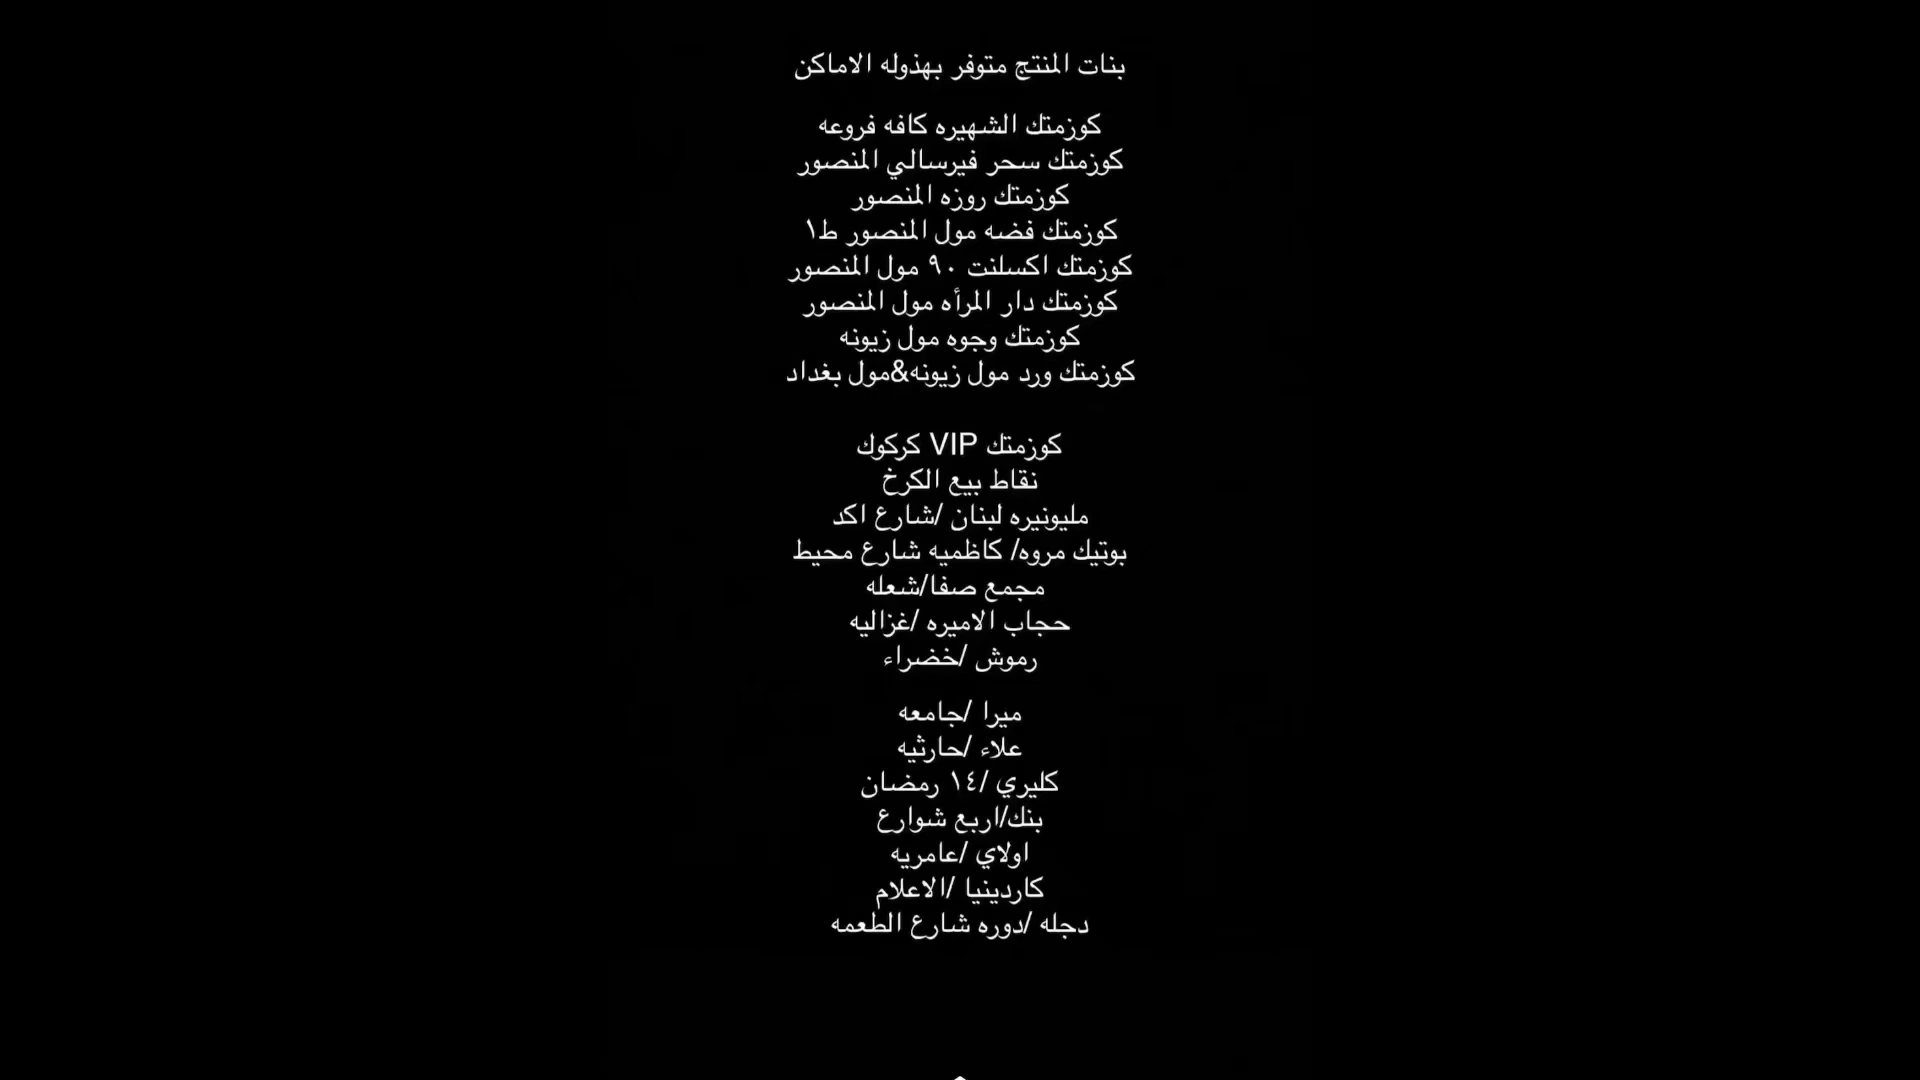 بنات المنتج متوفر بهذوله الاماكن
كوزمتك الشهيره كافه فروعه
كوزمتك سحر فيرسالي المنصور
كوزمتك روزه المنصور
كوزمتك فضه مول المنصور ط١
كوزمتك اكسلنت ٩٠ مول المنصور
كوزمتك دار المرأه مول المنصور
كوزمتك وجوه مول زيونه
كوزمتك ورد مول زيونه&مول بغداد
كوزمتك VIP كركوك
نقاط بيع الكرخ
مليونيره لبنان /شارع اكد
بوتيك مروه/ كاظميه شارع محيط
مجمع صفا/شعله
حجاب الاميره /غزاليه
رموش /خضراء
ميرا /جامعه
علاء /حارثيه
كليري /١٤ رمضان
بنك/اربع شوارع
اولاي /عامريه
كاردينيا /الاعلام
دجله /دوره شارع الطعمه